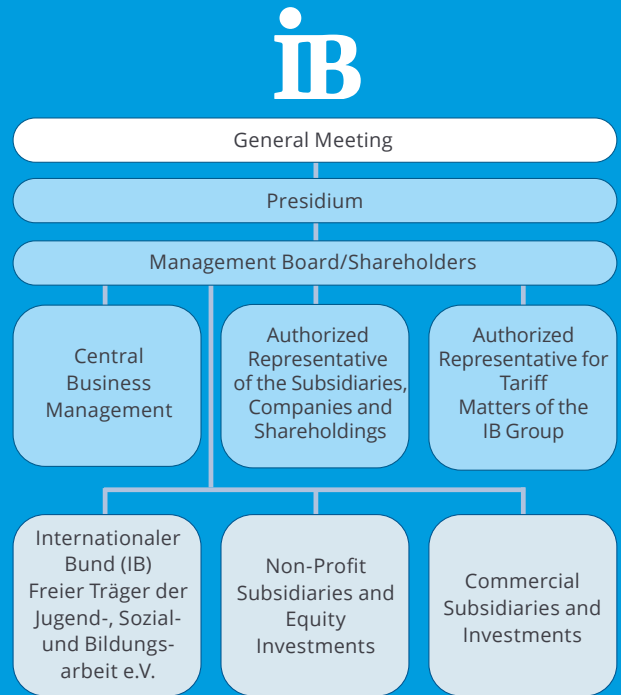 iB
General Meeting
Presidium
Management Board/Shareholders
Central
Business
Management
Authorized
Representative
of the Subsidiaries,
Companies and
Shareholdings
Authorized
Representative for
Tariff
Matters of the
IB Group
Internationaler
Bund (IB)
Freier Träger der
Jugend-, Sozial-
und Bildungs-
arbeit e.V.
Non-Profit
Subsidiaries and
Equity
Investments
Commercial
Subsidiaries and
Investments